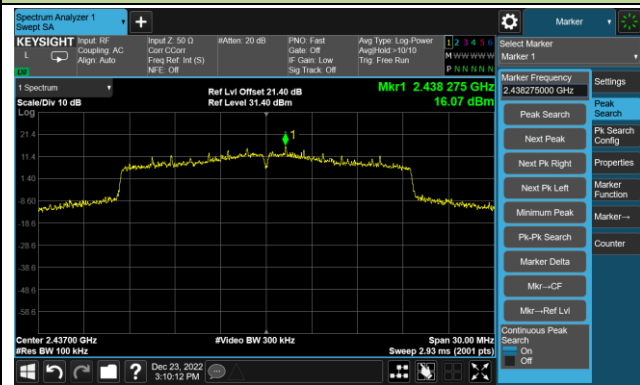 Spectrum Analyzer 1
Swept SA
Marker
KEYSIGHT
L
LXI
Input: RF
Coupling: AC
Align: Auto
Input Z: 50 Ω
Corr CCorr
Freq Ref: Int (S)
NFE: Off
#Atten: 20 dB
PNO: Fast
Gate: Off
IF Gain: Low
Sig Track: Off
Avg Type: Log-Power
Avg|Hold:>10/10
Trig: Free Run
1 2 3 4 5 6
M W W W W W
P N N N N N
Select Marker
Marker 1
1 Spectrum
Scale/Div 10 dB
Log
Ref Lvl Offset 21.40 dB
Ref Level 31.40 dBm
Mkr1 2.438 275 GHz
16.07 dBm
1
21.4
11.4
1.40
-8.60
-18.6
-28.6
-38.6
-48.6
-58.6
Center 2.43700 GHz
#Res BW 100 kHz
#Video BW 300 kHz
Span 30.00 MHz
Sweep 2.93 ms (2001 pts)
Marker Frequency
2.438275000 GHz
Peak Search
Next Peak
Next Pk Right
Next Pk Left
Minimum Peak
Pk-Pk Search
Marker Delta
Mkr→CF
Mkr→Ref Lvl
Continuous Peak
Search
On
Off
Settings
Peak
Search
Pk Search
Config
Properties
Marker
Function
Marker→
Counter
Dec 23, 2022
3:10:12 PM